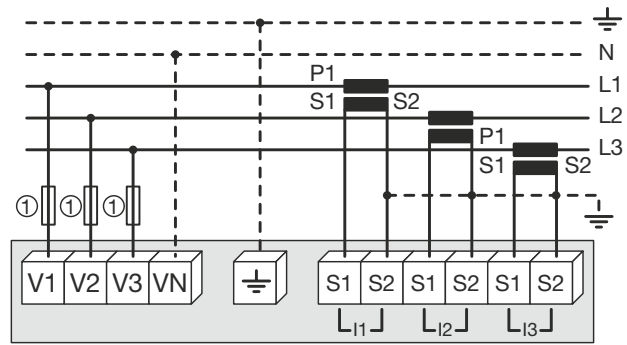 N
P1
L1
S1 S2
L2
P1
L3
S1 S2
① ① ①
V1 V2 V3 VN S1 S2 S1 S2 S1 S2
I1 I2 I3